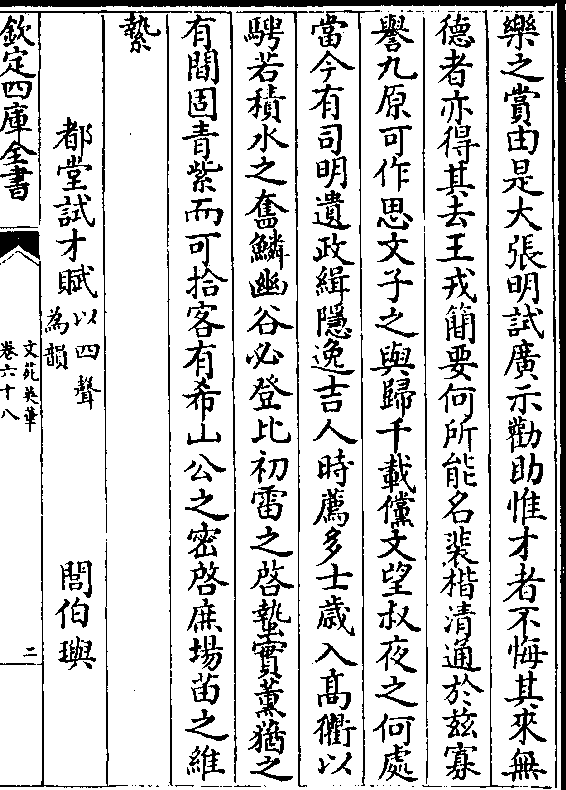 樂之賞由是大張明試廣示勸助惟才者不悔其來無
德者亦得其去王戎簡要何所能名裴楷清通於兹寡
譽九原可作思文子之與歸千載儻文望叔夜之何處
當今有司明遺政緝隱逸吉人時薦多士歳入髙衢以
騁若積水之奮鱗幽谷必登比初雷之啓蟄實薰猶之
有間固青紫而可拾客有希山公之密啓庶場苗之維
縶
都堂試才賦以四聲為韻 閻伯璵
欽定四庫全書
文苑英華
卷六十八
二